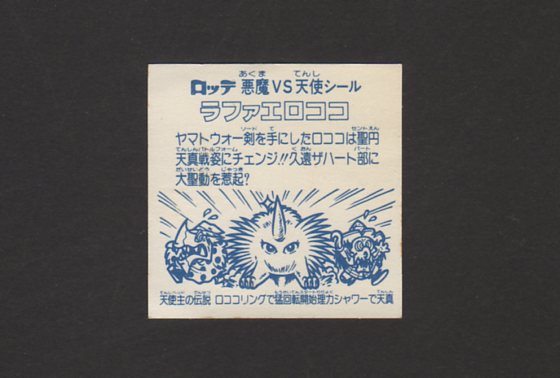 ロッテ 悪魔VS天使シール
ラファエロココ
ヤマトウォー剣を手にしたロココは聖円
天真戦姿にチェンジ!!久遠ザハート部に
大聖動を惹起?
天使主の伝説 ロココリングで猛回転開始理力シャワーで天真